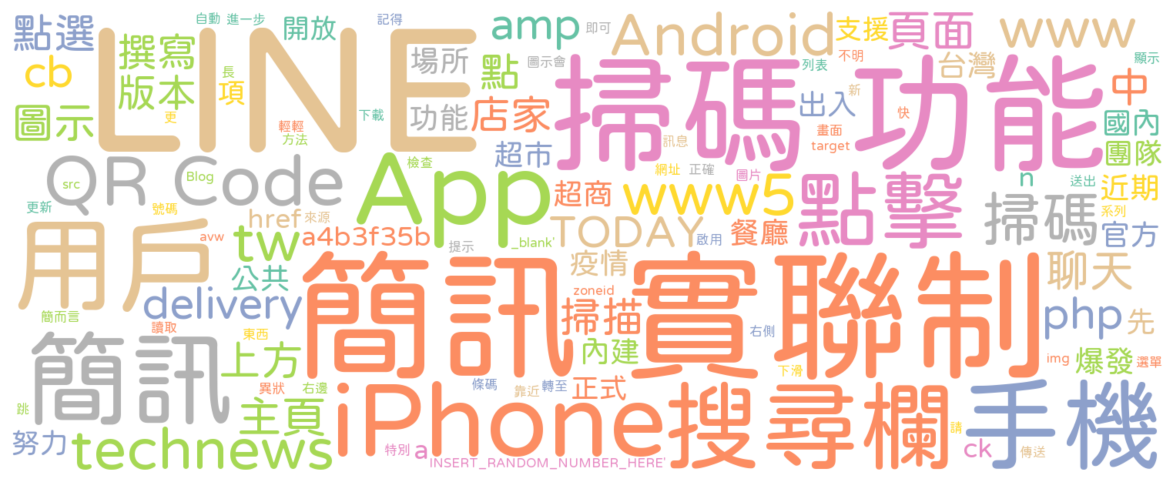 點選
自動
進一步
開放
記得
amp
即可
Android
支援
頁面
www
撰寫
LINE
場所
圖示會
不明
顯示
cb
版本
長
項
點
列表
台灣
中
圖示
更
下載
功能
店家
掃碼功能
出入
新
國內
輕輕
方法
超市
畫面
快
target
訊息
團隊
QR Code
src
Blog
App
檢查
超商
網址
正確
圖片
點擊
掃碼
n
送出
近期
更新
號碼
href
來源
www5
系列
用戶
avw
tw
a4b3f35b
_blank'
TODAY
啟用
餐廳
官方
提示
公共
疫情
聊天
delivery
簡訊實聯制
zoneid
簡而言
讀取
東西
掃描
右側
php
先
簡訊
上方
內建
img
爆發
選單
異狀
右邊
條碼
靠近
轉至
正式
下滑
跳
主頁
iPhone
搜尋欄
手機
努力
technews
特別
a
請
ck
傳送
INSERT_RANDOM_NUMBER_HERE'